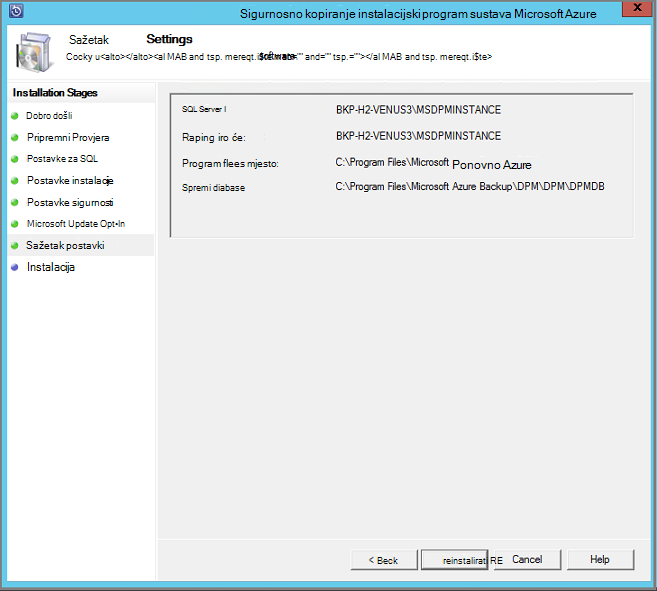 Sigurnosno kopiranje instalacijski program sustava Microsoft Azure
x
Sažetak Settings
Cocky u<alto></alto><al MAB and tsp. mereqt.i and="" tsp.=""></al MAB and tsp. mereqt.i$te>
Installation Stages
Dobro došli
Pripremni Provjera
Postavke za SQL
Postavke instalacije
Postavke sigurnosti
Microsoft Update Opt-In
Sažetak postavki
Instalacija
SQL Server I BKP-H2-VENUS3\MSDPMINSTANCE
Raping iro će: BKP-H2-VENUS3\MSDPMINSTANCE
Program flees mjesto: C:\Program Files\Microsoft Ponovno Azure
Spremi diabase C:\Program Files\Microsoft Azure Backup\DPM\DPM\DPMDB
< Beck reinstalirati RE Cancel Help